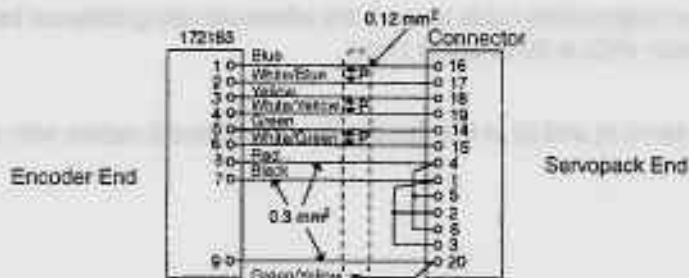 0.12 mm²
172163 Connector
1 Blue 16
2 White/Blue P 17
3 Yellow 18
4 White/Yellow P 19
5 Green 14
6 White/Green P 15
8 Red 4
7 Black 1
Encoder End
Servopack End
5
0.3 mm² 2
6
3
9 20
Green/Yellow